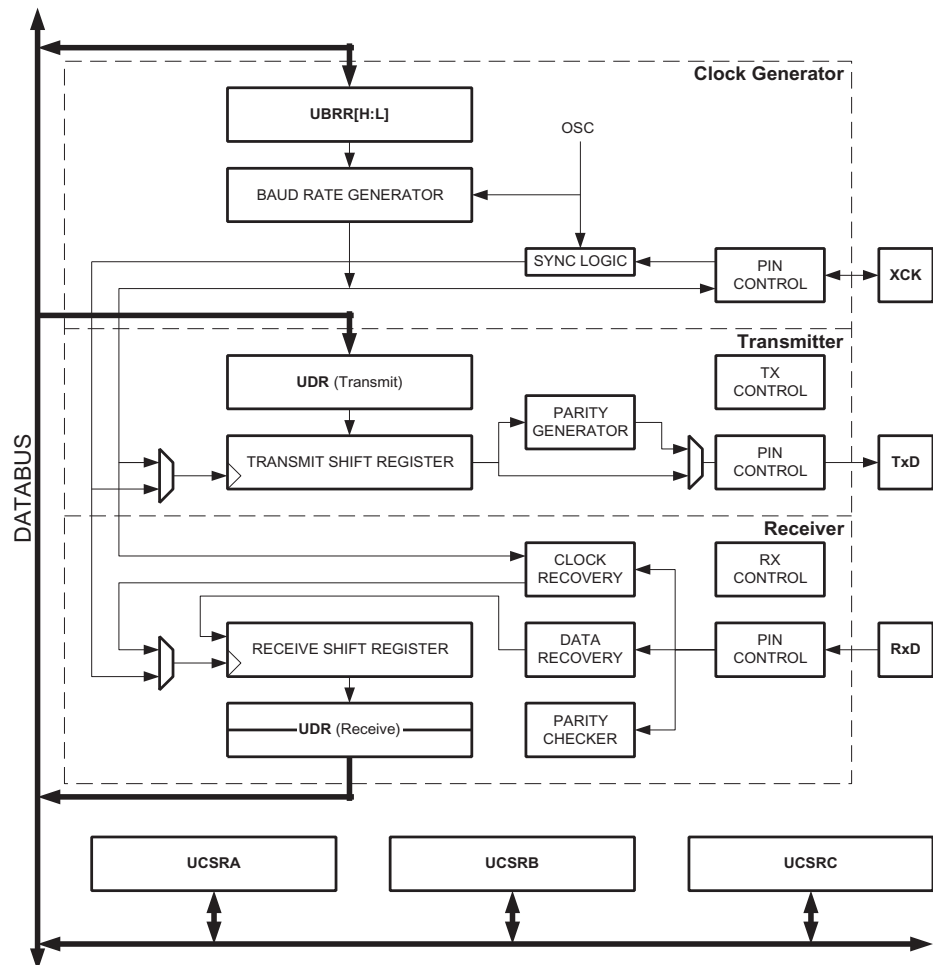 Clock Generator
UBRR[H:L]
OSC
BAUD RATE GENERATOR
SYNC LOGIC
PIN
CONTROL
XCK
Transmitter
UDR (Transmit)
TX
CONTROL
PARITY
GENERATOR
TRANSMIT SHIFT REGISTER
PIN
CONTROL
TxD
DATABUS
Receiver
CLOCK
RECOVERY
RX
CONTROL
RECEIVE SHIFT REGISTER
DATA
RECOVERY
PIN
CONTROL
RxD
UDR (Receive)
PARITY
CHECKER
UCSRA
UCSRB
UCSRC